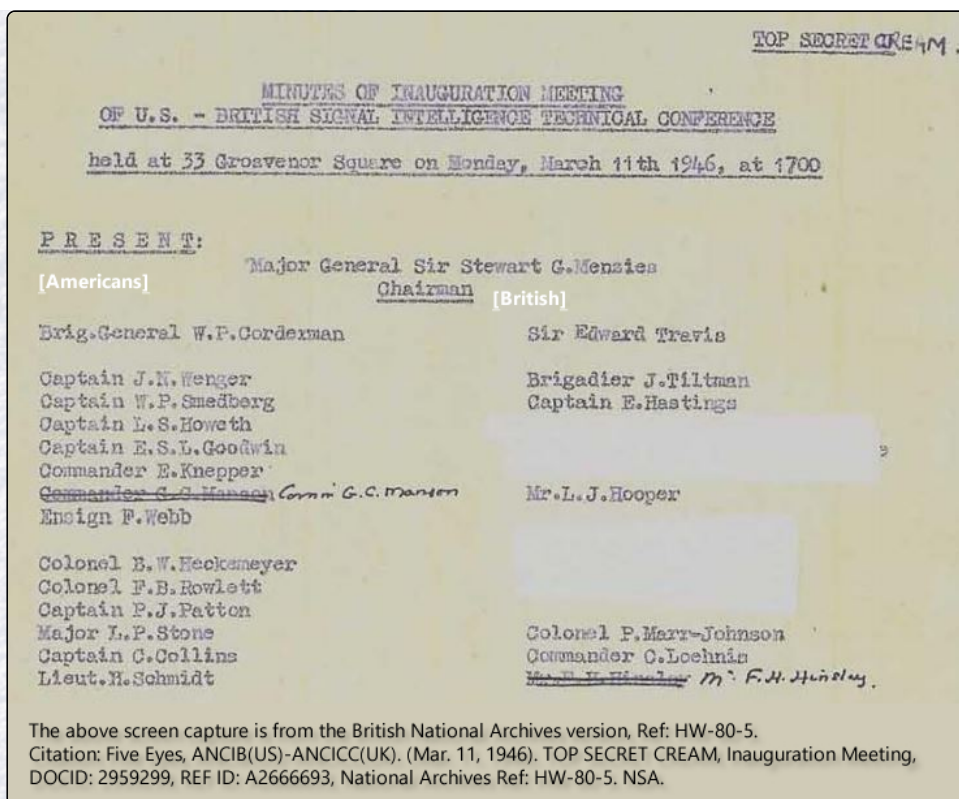 TOP SECRET CREAM
MINUTES OF INAUGURATION MEETING
OF U.S. - BRITISH SIGNAL INTELLIGENCE TECHNICAL CONFERENCE
held at 33 Grosvenor Square on Monday, March 11th 1946, at 1700
P R E S E N T:
Major General Sir Stewart G.Menzies
[Americans]
Chairman
[British]
Brig.General W.P.Corderman
Sir Edward Travis
Captain J.N.Wenger
Captain W.P.Smedberg
Captain L.S.Howeth
Captain E.S.L.Goodwin
Commander E.Knepper
Commander G.C.Manson Comm G.C. Manson
Ensign F.Webb
Brigadier J.Tiltman
Captain E.Hastings
Mr.L.J.Hooper
Colonel E.W.Heckemeyer
Colonel F.B.Rowlett
Captain P.J.Patton
Major L.P.Stone
Captain C.Collins
Lieut.H.Schmidt
Colonel P.Marr-Johnson
Commander C.Loehnis
Mr.F.H.Hinsley Mr. F.H. Hinsley.
The above screen capture is from the British National Archives version, Ref: HW-80-5.
Citation: Five Eyes, ANCIB(US)-ANCICC(UK). (Mar. 11, 1946). TOP SECRET CREAM, Inauguration Meeting,
DOCID: 2959299, REF ID: A2666693, National Archives Ref: HW-80-5. NSA.